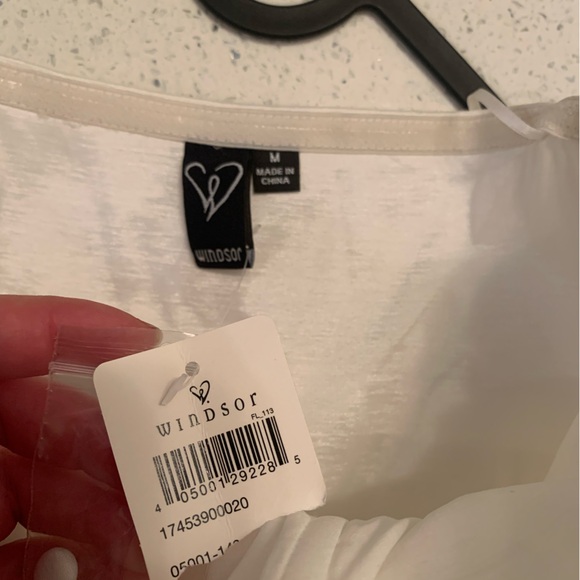 M
MADE IN
CHINA
WINDSOR
WINDSOR
FL_113
4 05001 29228 5
17453900020